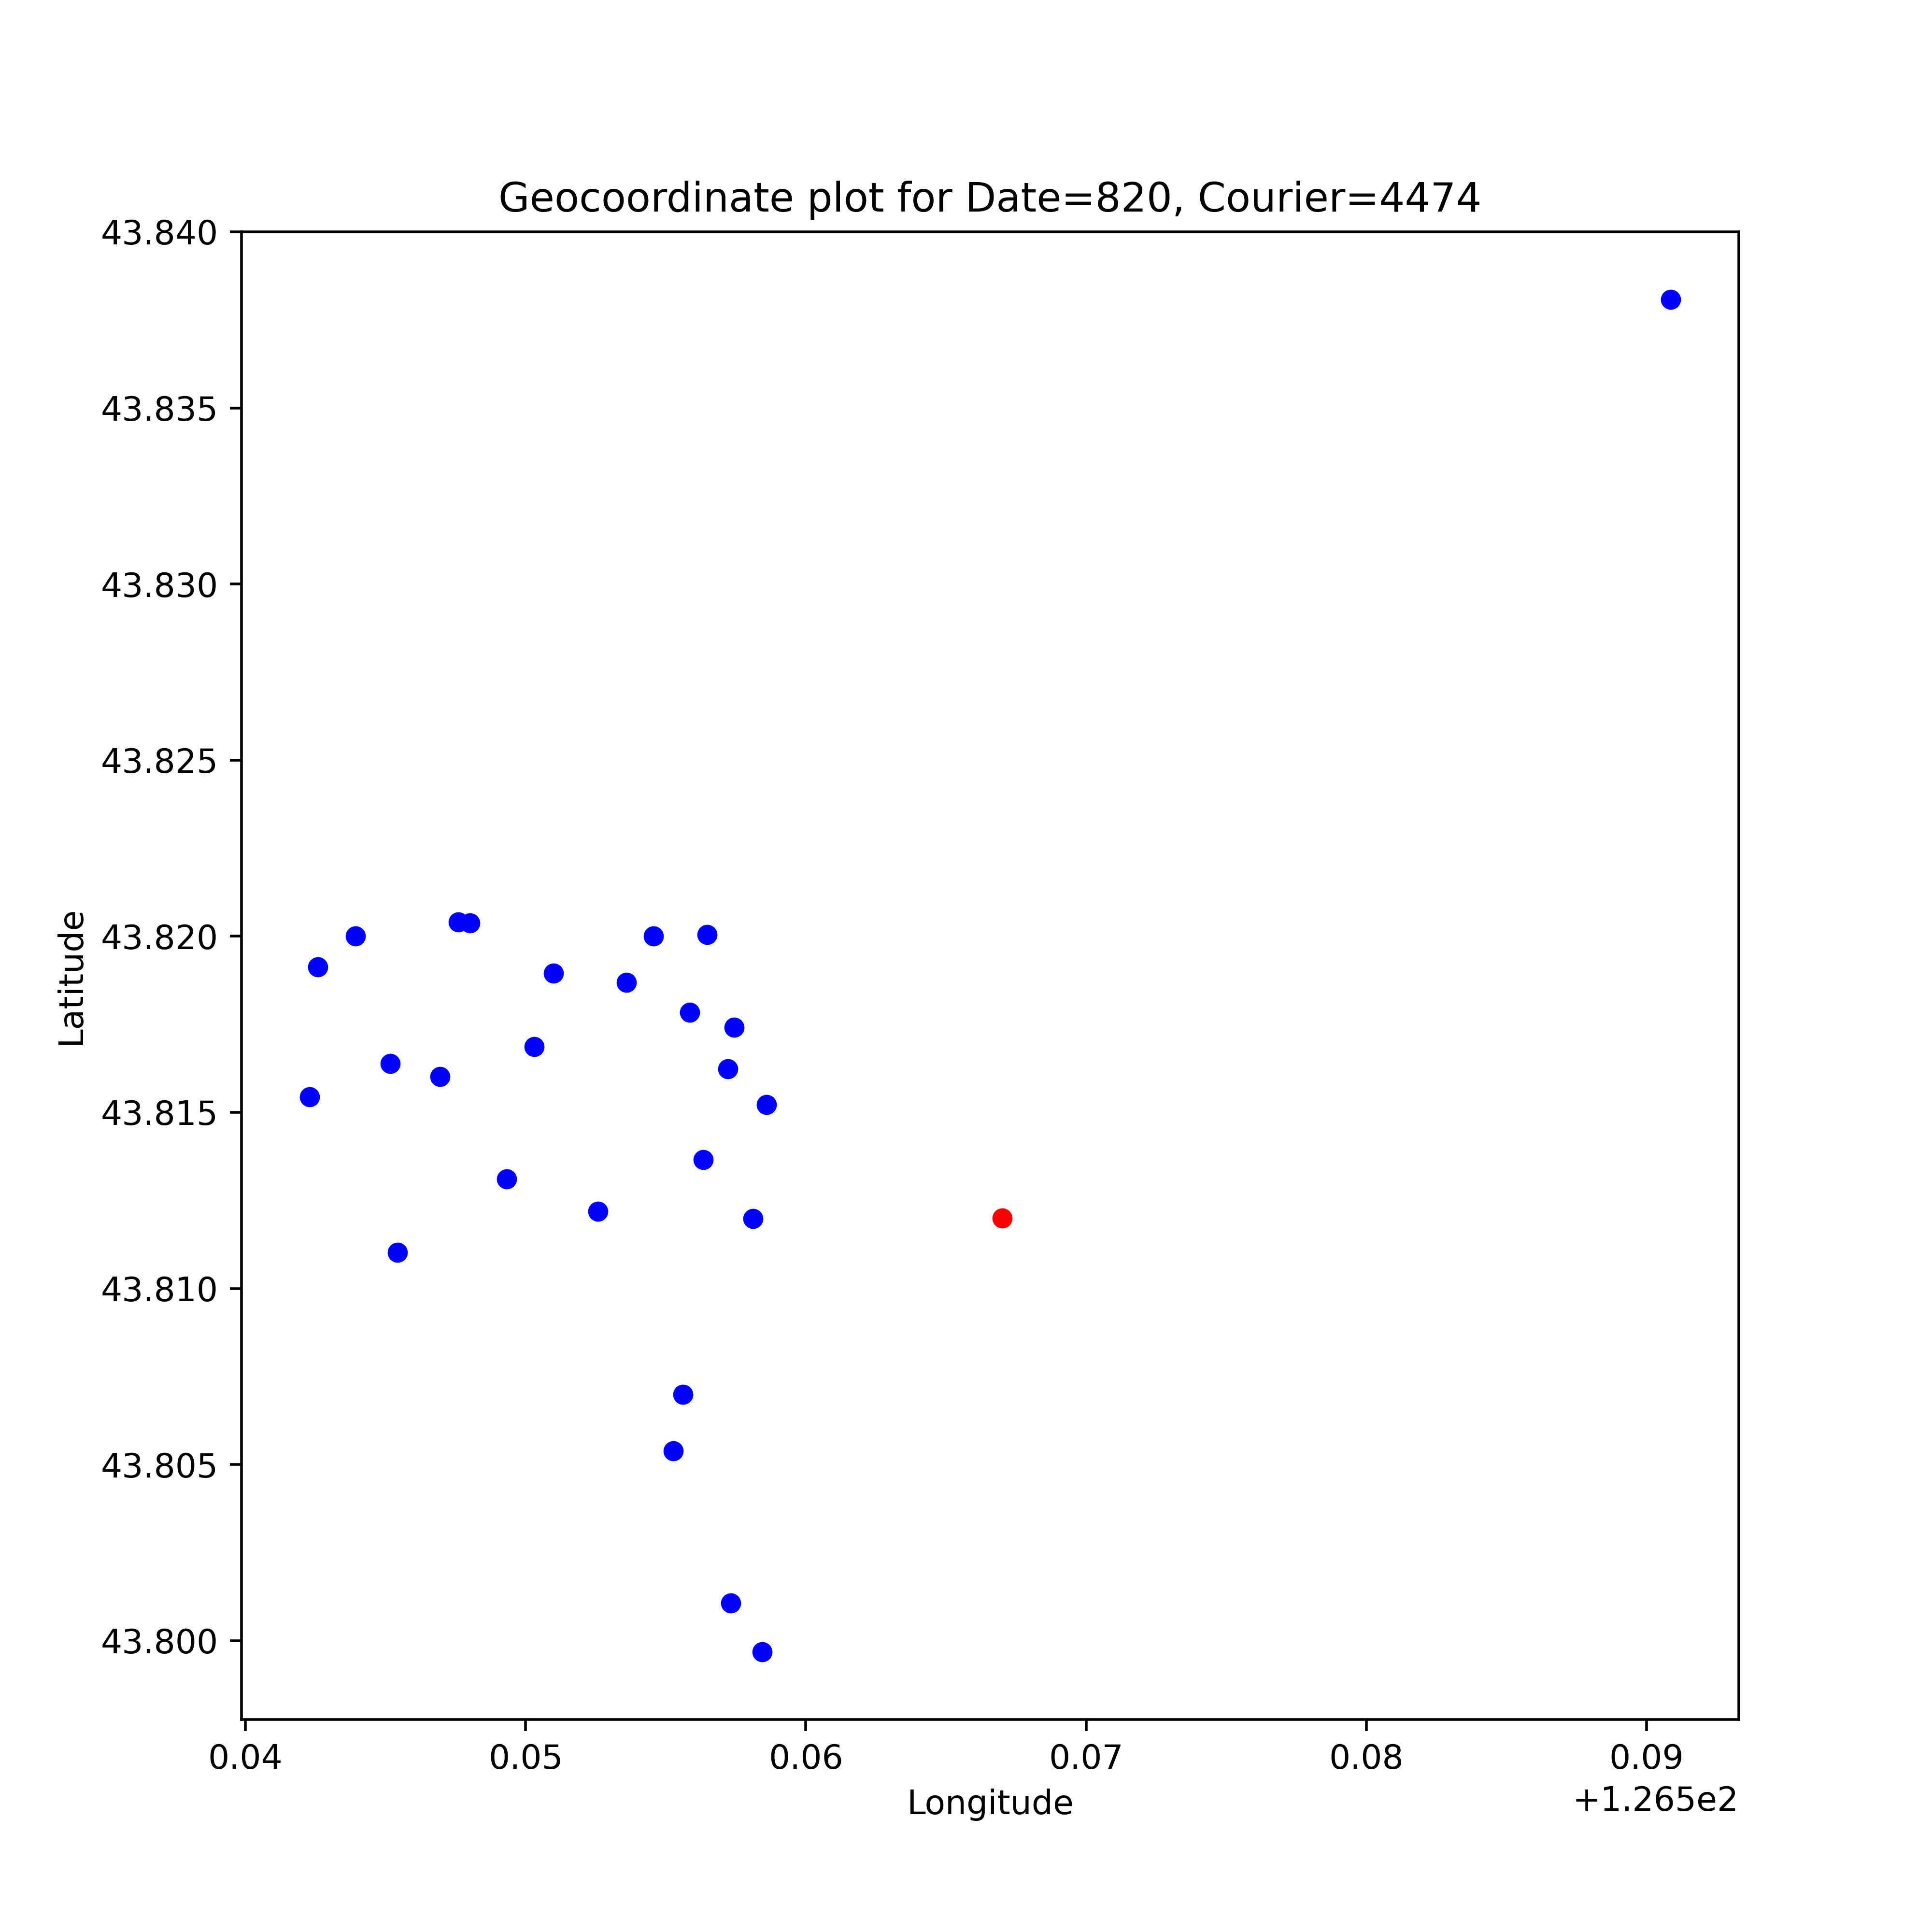 Geocoordinate plot for Date=820, Courier=4474
43.840
43.835
43.830
43.825
43.820
43.815
43.810
43.805
43.800
Latitude
0.04 0.05 0.06 0.07 0.08 0.09
+1.265e2
Longitude